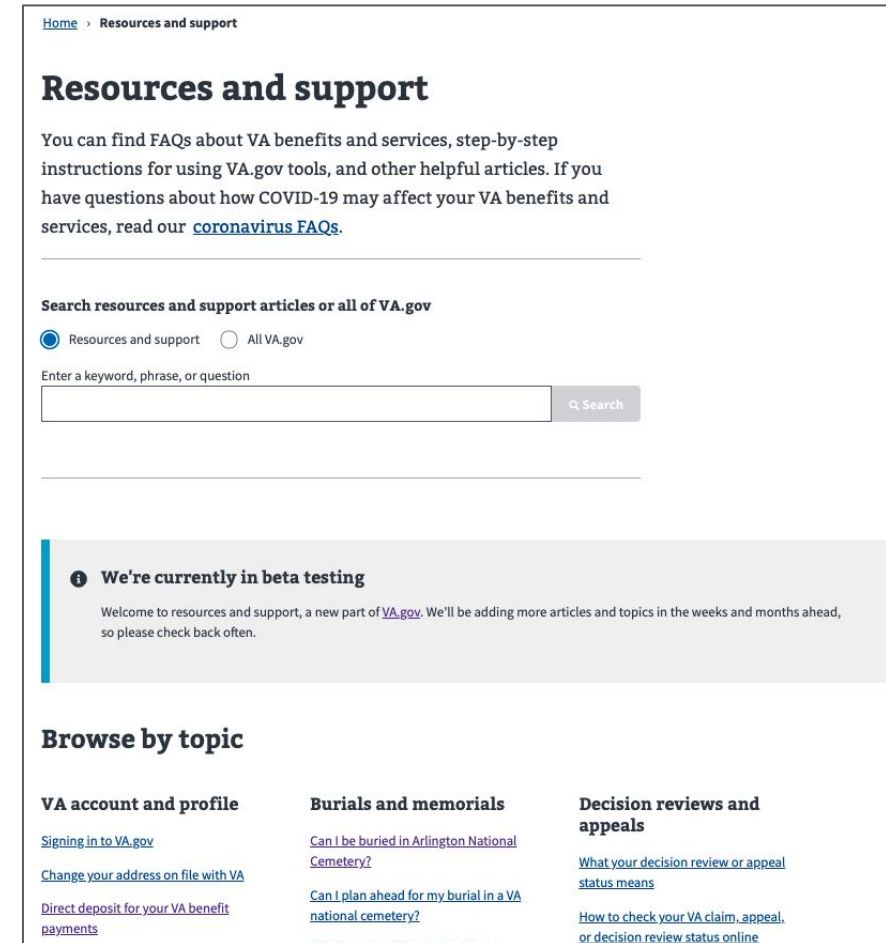 Home › Resources and support
Resources and support
You can find FAQs about VA benefits and services, step-by-step
instructions for using VA.gov tools, and other helpful articles. If you
have questions about how COVID-19 may affect your VA benefits and
services, read our coronavirus FAQs.
Search resources and support articles or all of VA.gov
Resources and support All VA.gov
Enter a keyword, phrase, or question
Search
We're currently in beta testing
Welcome to resources and support, a new part of VA.gov. We'll be adding more articles and topics in the weeks and months ahead,
so please check back often.
Browse by topic
VA account and profile
Signing in to VA.gov
Change your address on file with VA
Direct deposit for your VA benefit
payments
Burials and memorials
Can I be buried in Arlington National
Cemetery?
Can I plan ahead for my burial in a VA
national cemetery?
Decision reviews and
appeals
What your decision review or appeal
status means
How to check your VA claim, appeal,
or decision review status online